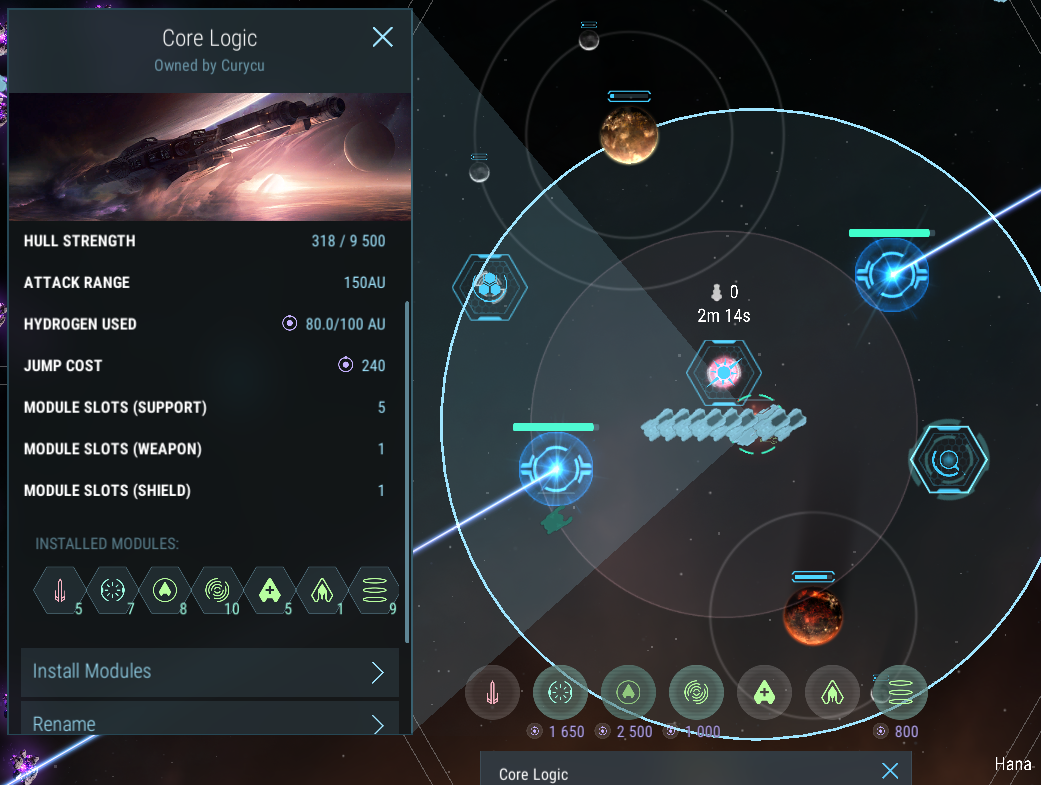 Core Logic
Owned by Curycu
HULL STRENGTH 318 / 9 500
ATTACK RANGE 150AU
HYDROGEN USED 80.0/100 AU
JUMP COST 240
MODULE SLOTS (SUPPORT) 5
MODULE SLOTS (WEAPON) 1
MODULE SLOTS (SHIELD) 1
INSTALLED MODULES:
5 7 8 10 5 1 9
Install Modules
Rename
0
2m 14s
1 650 2 500 1 000 800
Core Logic
Hana